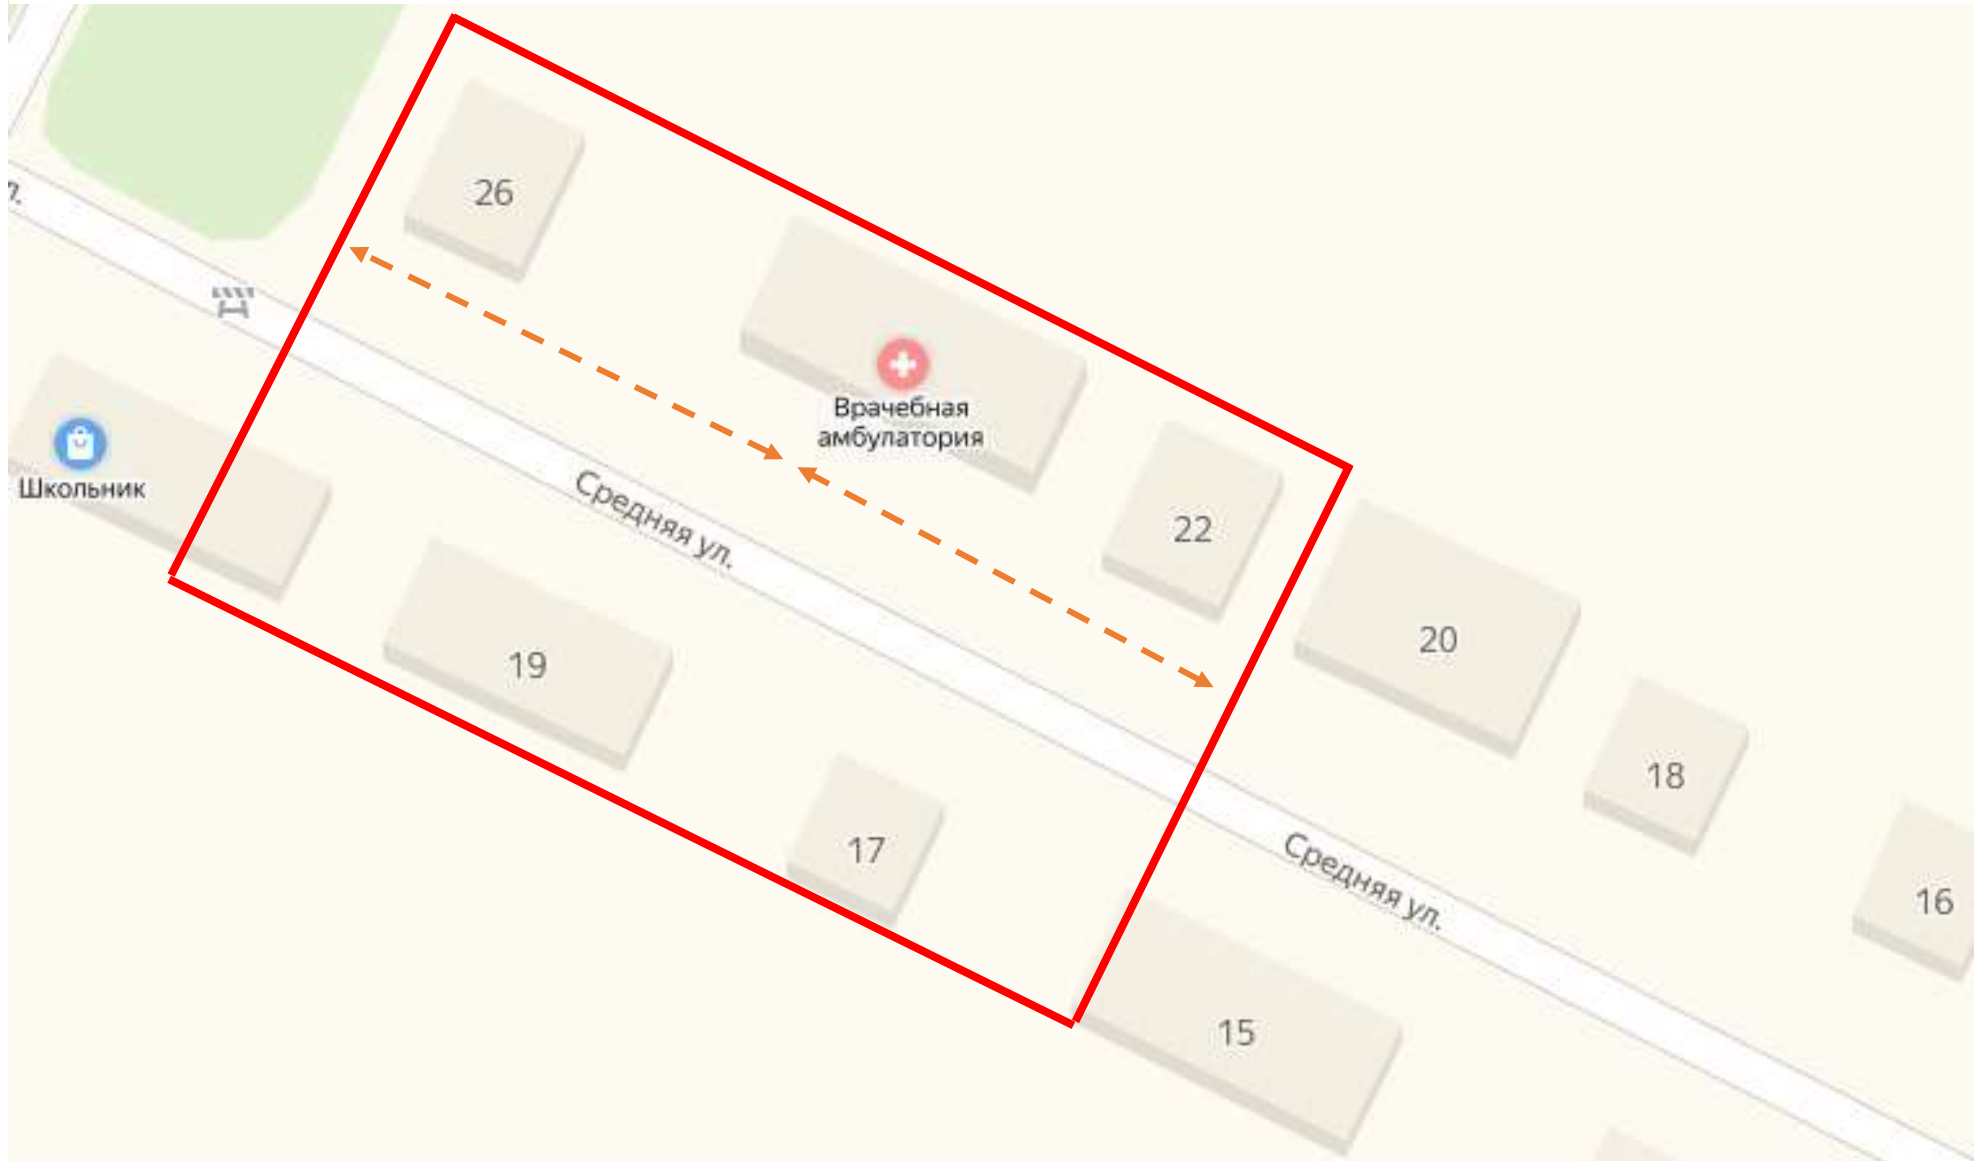 л.
26
Врачебная
амбулатория
Школьник
Средняя ул.
22
20
19
18
17
Средняя ул.
16
15